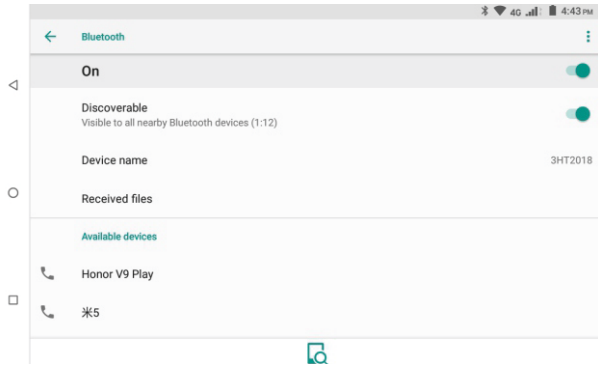 4G 4:43 PM
Bluetooth
On
Discoverable
Visible to all nearby Bluetooth devices (1:12)
Device name 3HT2018
Received files
Available devices
Honor V9 Play
米5